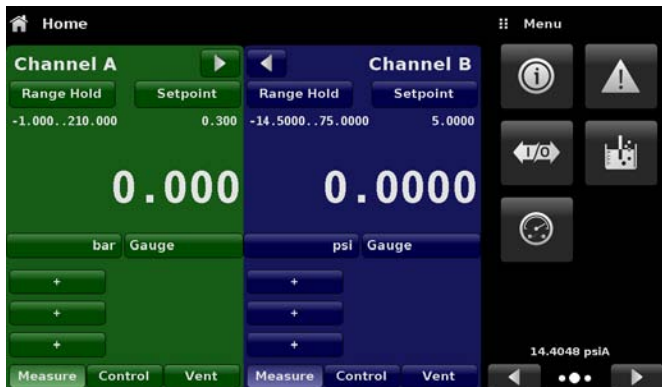 Home
Menu
Channel A
Channel B
Range Hold
Setpoint
Range Hold
Setpoint
-1.000..210.000
0.300
-14.5000..75.0000
5.0000
0.000
0.0000
bar
Gauge
psi
Gauge
+
+
+
+
+
+
Measure
Control
Vent
Measure
Control
Vent
i
!
I/O
14.4048 psiA